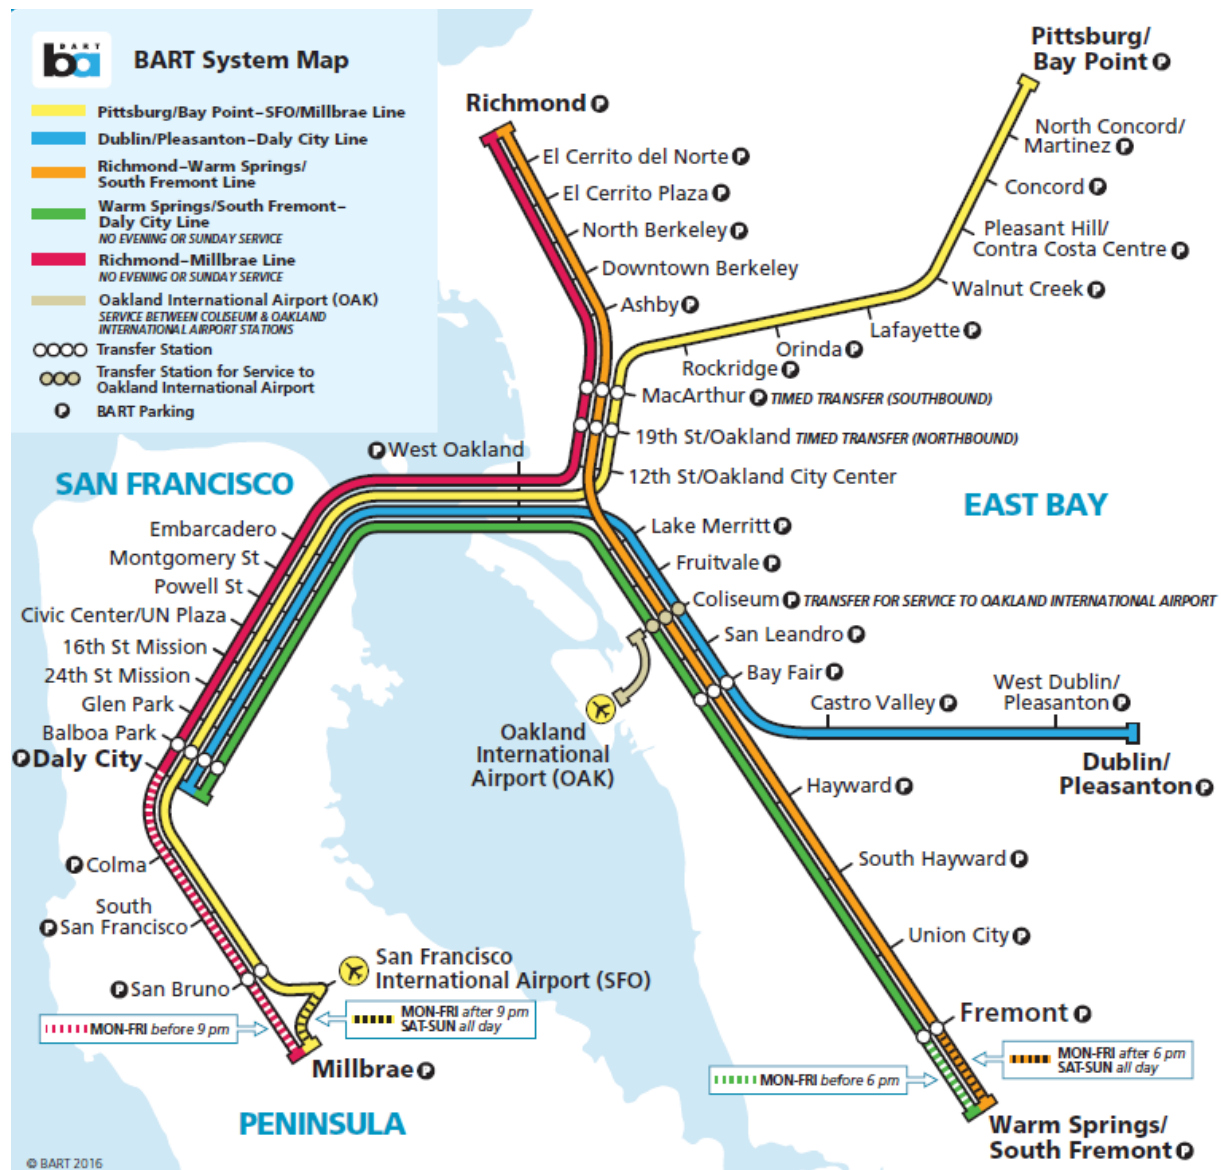 BART
ba
BART System Map
Pittsburg/Bay Point–SFO/Millbrae Line
Dublin/Pleasanton–Daly City Line
Richmond–Warm Springs/
South Fremont Line
Warm Springs/South Fremont–
Daly City Line
NO EVENING OR SUNDAY SERVICE
Richmond–Millbrae Line
NO EVENING OR SUNDAY SERVICE
Oakland International Airport (OAK)
SERVICE BETWEEN COLISEUM & OAKLAND
INTERNATIONAL AIRPORT STATIONS
Transfer Station
Transfer Station for Service to
Oakland International Airport
P BART Parking
Pittsburg/
Bay Point P
Richmond P
North Concord/
Martinez P
El Cerrito del Norte P
Concord P
El Cerrito Plaza P
North Berkeley P
Pleasant Hill/
Contra Costa Centre P
Downtown Berkeley
Walnut Creek P
Ashby P
Lafayette P
Orinda P
Rockridge P
MacArthur P TIMED TRANSFER (SOUTHBOUND)
19th St/Oakland TIMED TRANSFER (NORTHBOUND)
P West Oakland
12th St/Oakland City Center
SAN FRANCISCO
EAST BAY
Embarcadero
Lake Merritt P
Montgomery St
Fruitvale P
Powell St
Coliseum P TRANSFER FOR SERVICE TO OAKLAND INTERNATIONAL AIRPORT
Civic Center/UN Plaza
San Leandro P
16th St Mission
Bay Fair P
24th St Mission
West Dublin/
Pleasanton P
Castro Valley P
Glen Park
Balboa Park
Oakland
International
Airport (OAK)
P Daly City
Dublin/
Pleasanton P
Hayward P
P Colma
South Hayward P
South
P San Francisco
Union City P
San Francisco
International Airport (SFO)
P San Bruno
MON-FRI before 9 pm
MON-FRI after 9 pm
SAT-SUN all day
Fremont P
MON-FRI after 6 pm
SAT-SUN all day
Millbrae P
MON-FRI before 6 pm
PENINSULA
Warm Springs/
South Fremont P
© BART 2016